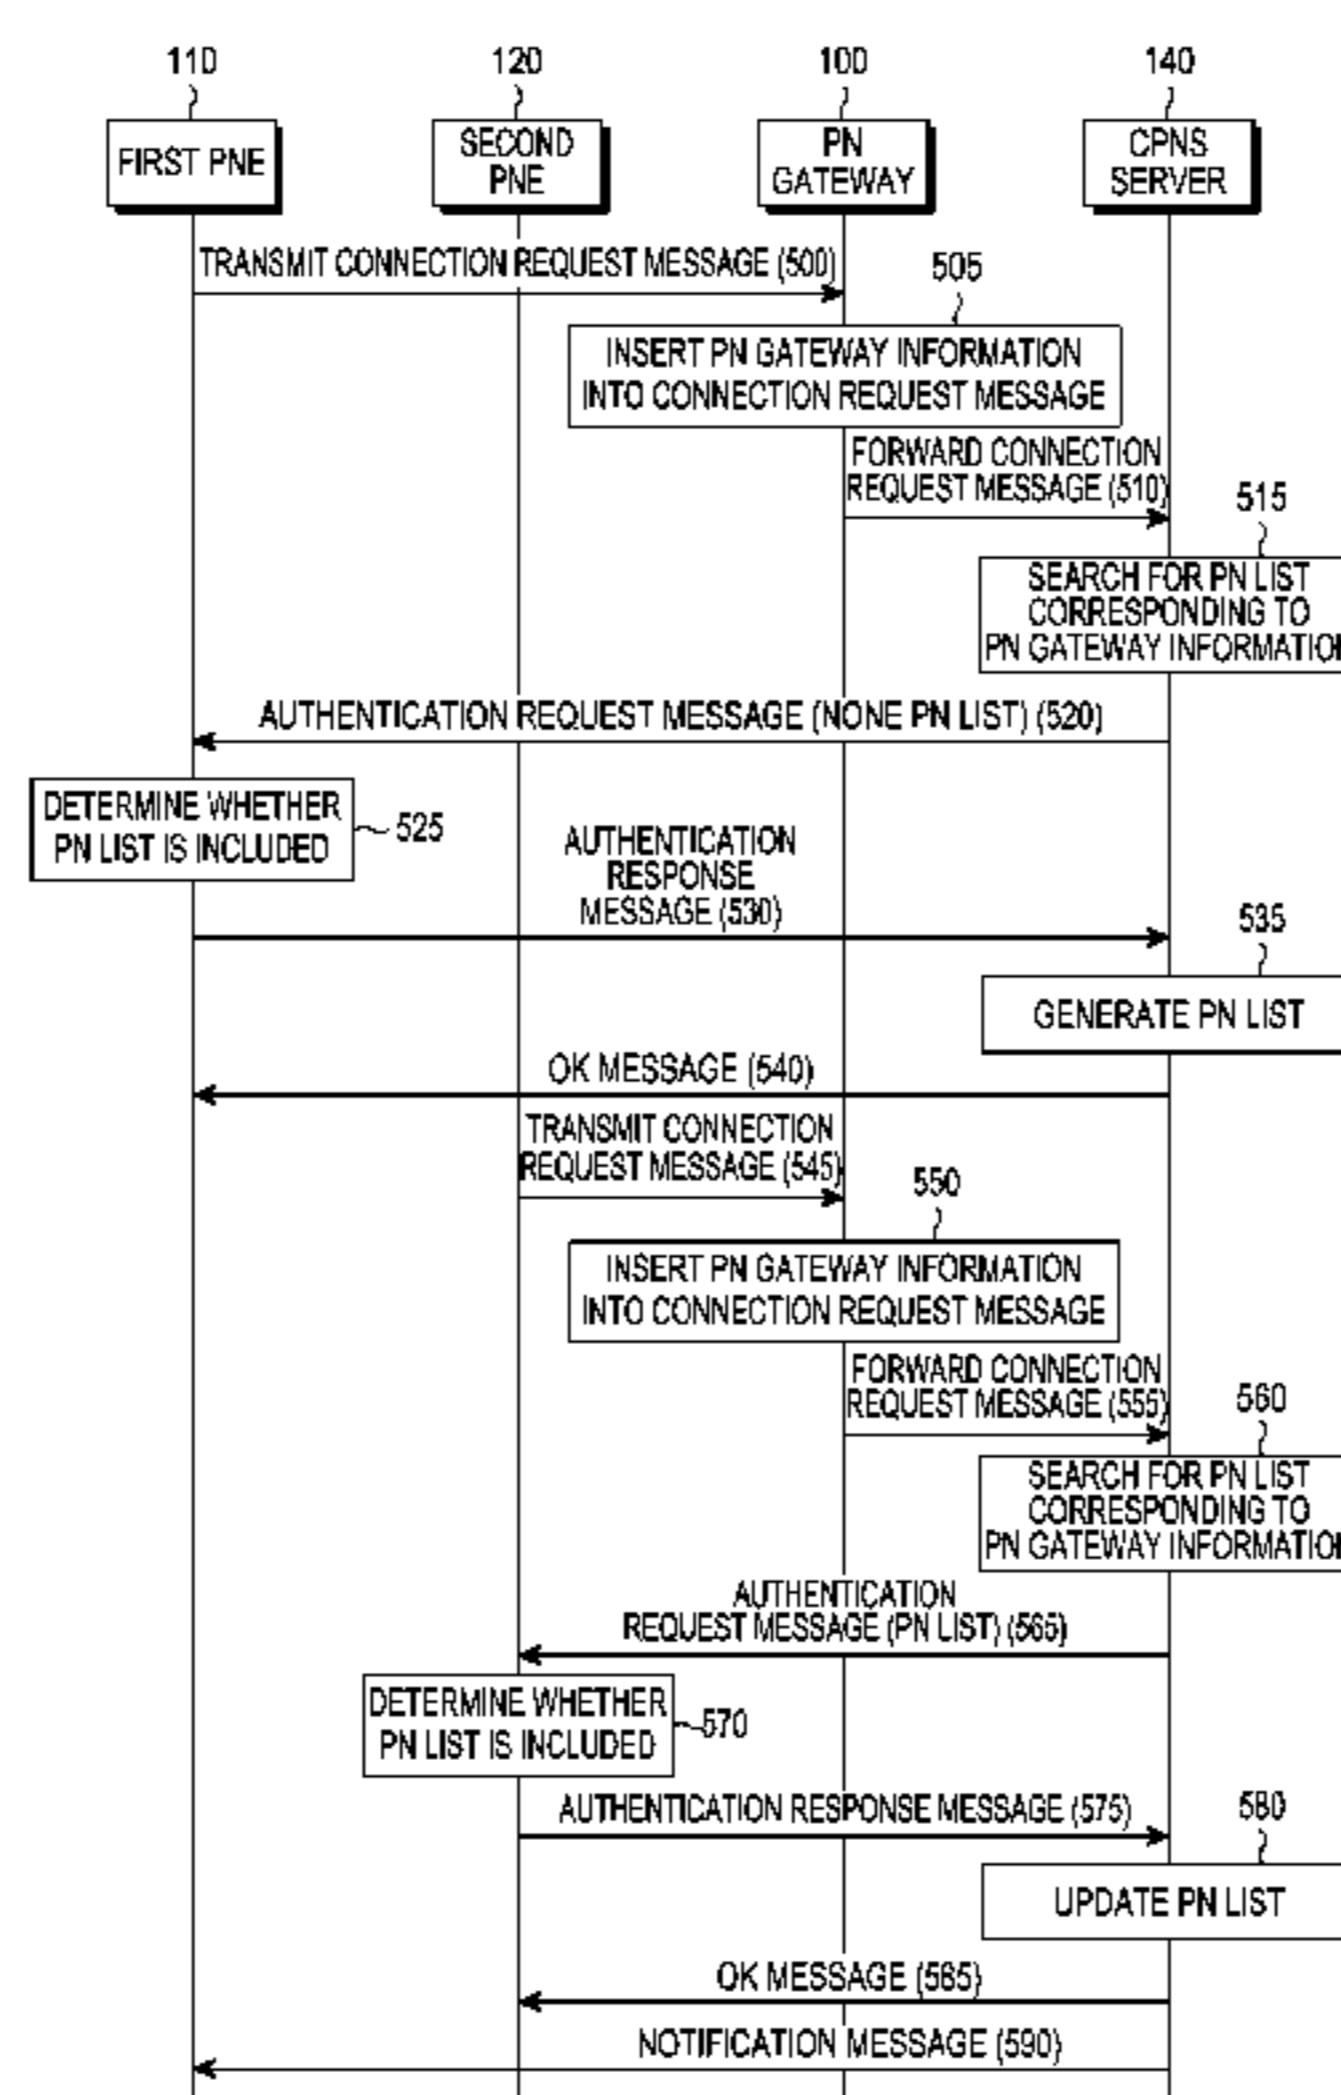 110
120
100
140
FIRST PNE
SECOND
PNE
PN
GATEWAY
CPNS
SERVER
TRANSMIT CONNECTION REQUEST MESSAGE (500)
505
INSERT PN GATEWAY INFORMATION
INTO CONNECTION REQUEST MESSAGE
FORWARD CONNECTION
REQUEST MESSAGE (510)
515
SEARCH FOR PN LIST
CORRESPONDING TO
PN GATEWAY INFORMATION
AUTHENTICATION REQUEST MESSAGE (NONE PN LIST) (520)
DETERMINE WHETHER
PN LIST IS INCLUDED
525
AUTHENTICATION
RESPONSE
MESSAGE (530)
535
GENERATE PN LIST
OK MESSAGE (540)
TRANSMIT CONNECTION
REQUEST MESSAGE (545)
550
INSERT PN GATEWAY INFORMATION
INTO CONNECTION REQUEST MESSAGE
FORWARD CONNECTION
REQUEST MESSAGE (555)
560
SEARCH FOR PN LIST
CORRESPONDING TO
PN GATEWAY INFORMATION
AUTHENTICATION
REQUEST MESSAGE (PN LIST) (565)
DETERMINE WHETHER
PN LIST IS INCLUDED
570
AUTHENTICATION RESPONSE MESSAGE (575)
580
UPDATE PN LIST
OK MESSAGE (585)
NOTIFICATION MESSAGE (590)